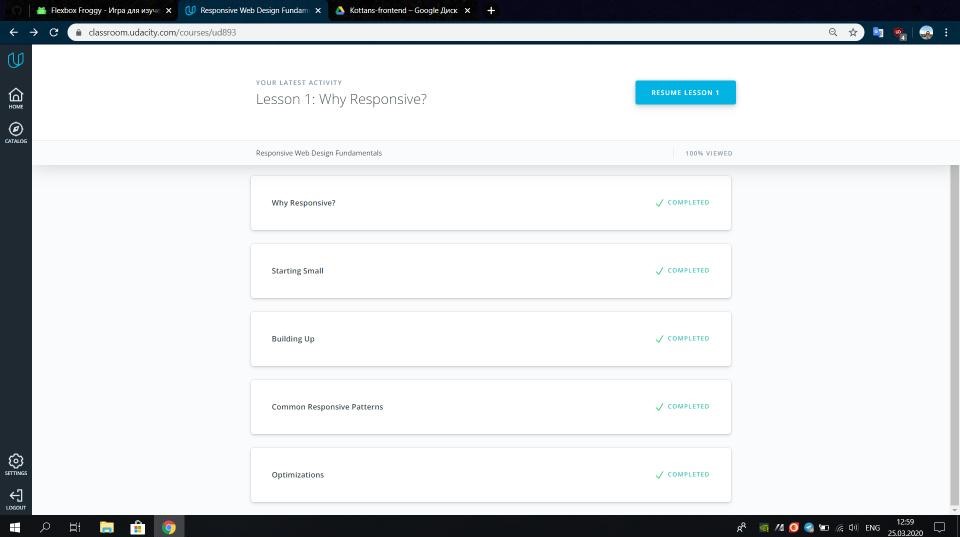 Flexbox Froggy - Игра для изуч
Responsive Web Design Fundam
Kottans-frontend – Google Диск
classroom.udacity.com/courses/ud893
HOME
CATALOG
SETTINGS
LOGOUT
YOUR LATEST ACTIVITY
Lesson 1: Why Responsive?
RESUME LESSON 1
Responsive Web Design Fundamentals
100% VIEWED
Why Responsive?
COMPLETED
Starting Small
COMPLETED
Building Up
COMPLETED
Common Responsive Patterns
COMPLETED
Optimizations
COMPLETED
ENG
12:59
25.03.2020